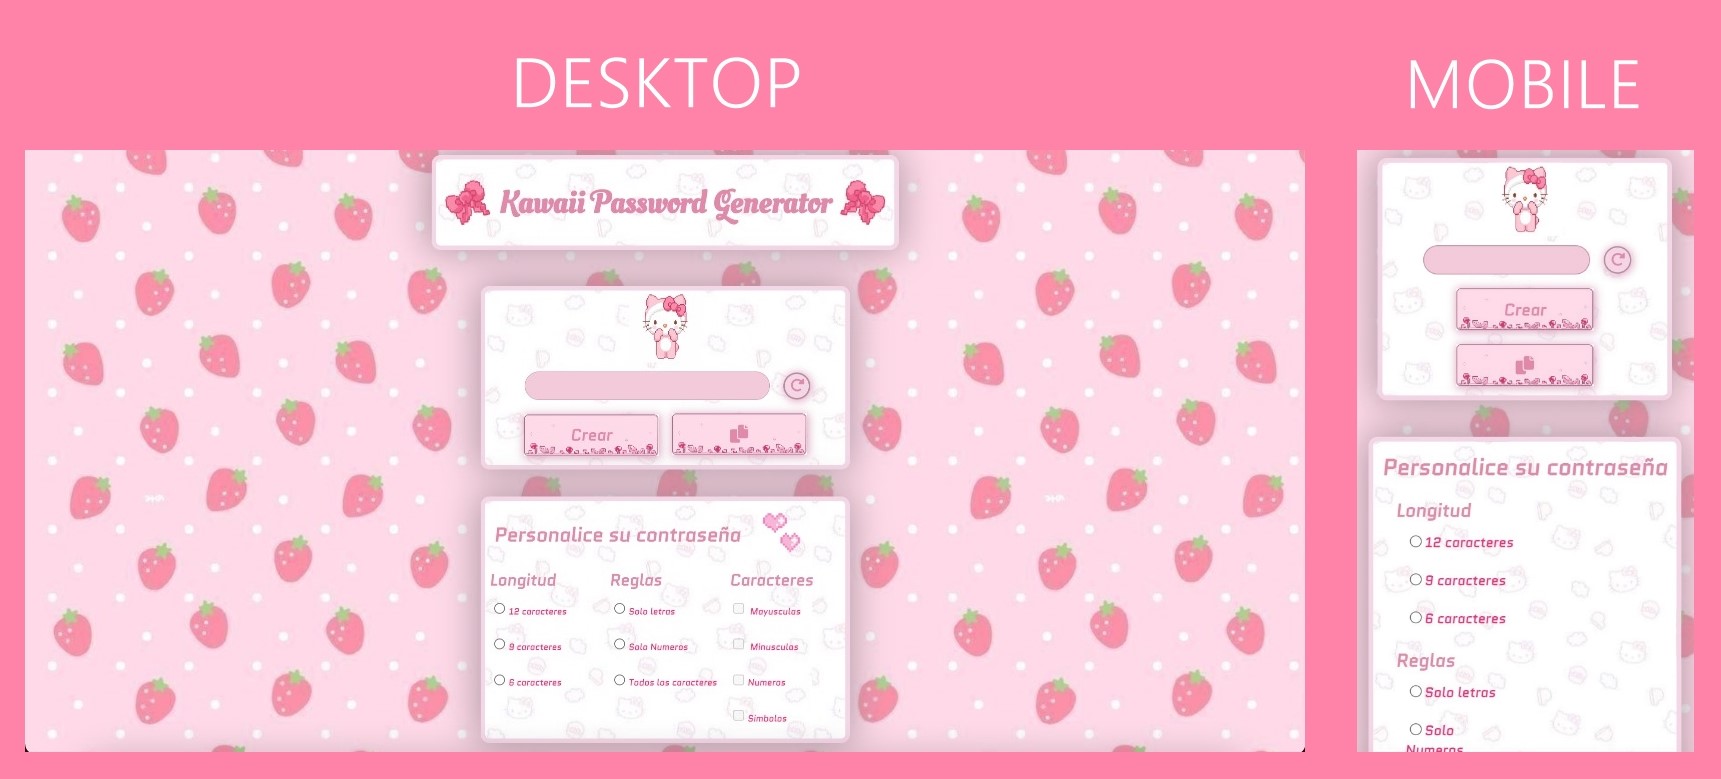 DESKTOP
Kawaii Password Generator
Crear
Personalice su contraseña
Longitud
12 caracteres
9 caracteres
6 caracteres
Reglas
Solo letras
Solo Numeros
Todos los caracteres
Caracteres
Mayusculas
Minusculas
Numeros
Simbolos
MOBILE
Crear
Personalice su contraseña
Longitud
12 caracteres
9 caracteres
6 caracteres
Reglas
Solo letras
Solo
Numeros